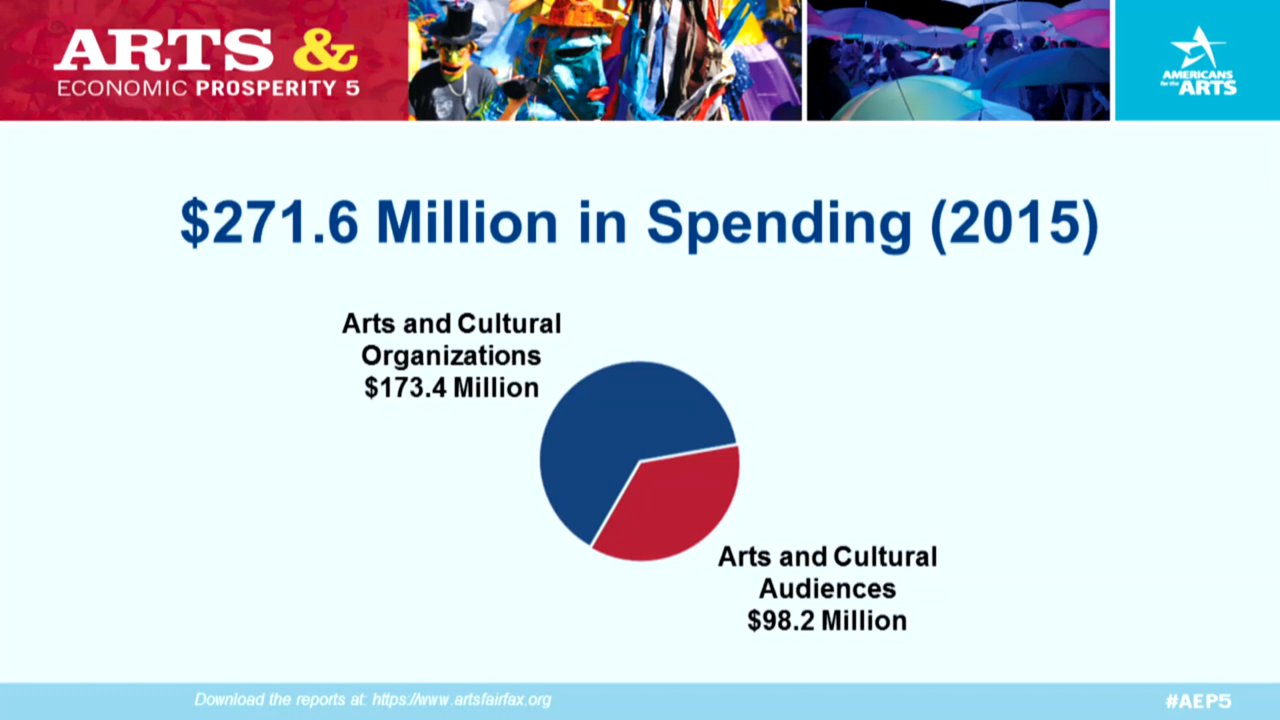 ARTS &
ECONOMIC PROSPERITY 5
AMERICANS
for the ARTS
$271.6 Million in Spending (2015)
Arts and Cultural
Organizations
$173.4 Million
Arts and Cultural
Audiences
$98.2 Million
Download the reports at: https://www.artsfairfax.org
#AEP5